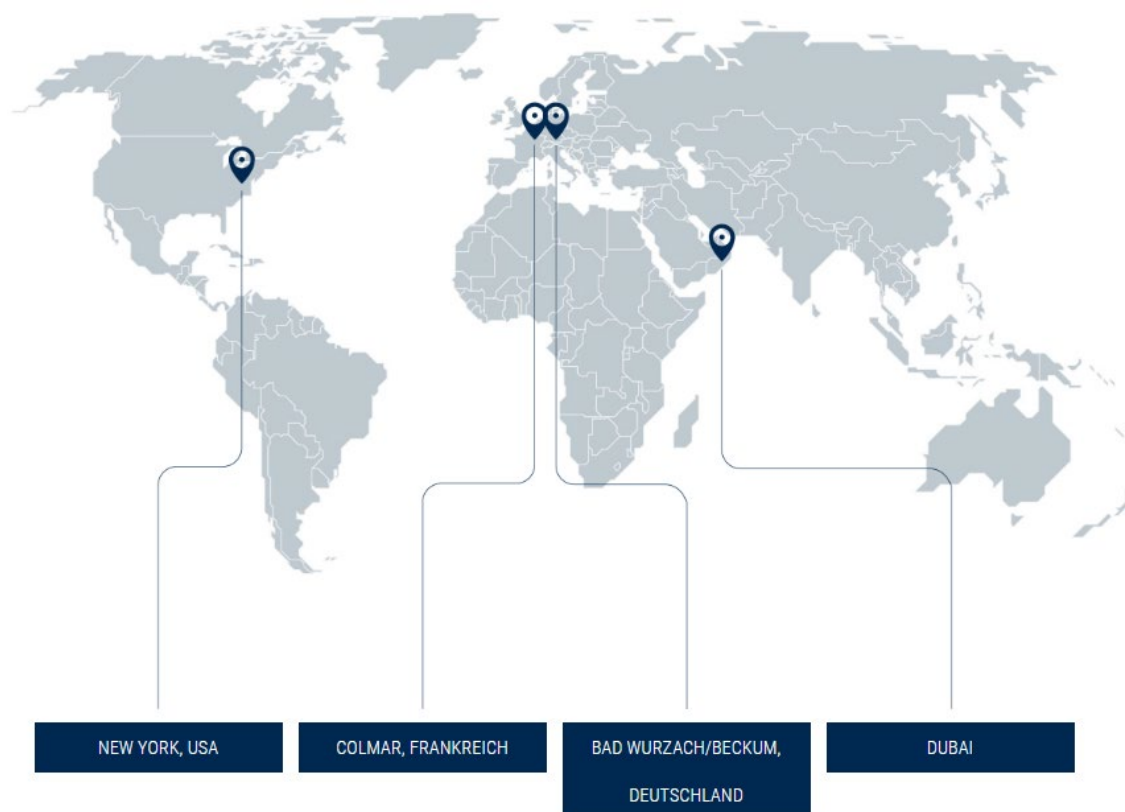 NEW YORK, USA
COLMAR, FRANKREICH
BAD WURZACH/BECKUM,
DEUTSCHLAND
DUBAI